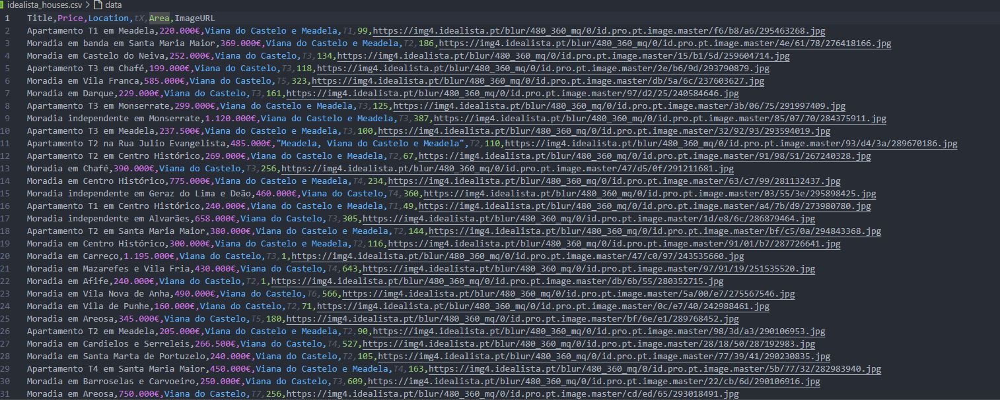 idealista_houses.csv > data
1 Title,Price,Location,tX,Area,ImageURL
2 Apartamento T1 em Meadela,220.000€,Viana do Castelo e Meadela,T1,99,https://img4.idealista.pt/blur/480_360_mq/0/id.pro.pt.image.master/f6/b8/a6/295463268.jpg
3 Moradia em banda em Santa Maria Maior,369.000€,Viana do Castelo e Meadela,T2,186,https://img4.idealista.pt/blur/480_360_mq/0/id.pro.pt.image.master/4e/61/78/276418166.jpg
4 Moradia em Castelo do Neiva,252.000€,Viana do Castelo,T3,134,https://img4.idealista.pt/blur/480_360_mq/0/id.pro.pt.image.master/15/b1/5d/259604714.jpg
5 Apartamento T3 em Chafé,199.000€,Viana do Castelo,T3,118,https://img4.idealista.pt/blur/480_360_mq/0/id.pro.pt.image.master/2e/b6/9d/293790879.jpg
6 Moradia em Vila Franca,585.000€,Viana do Castelo,T5,323,https://img4.idealista.pt/blur/480_360_mq/0/id.pro.pt.image.master/db/5a/6c/237603627.jpg
7 Moradia em Darque,229.000€,Viana do Castelo,T3,161,https://img4.idealista.pt/blur/480_360_mq/0/id.pro.pt.image.master/97/d2/25/240584646.jpg
8 Apartamento T3 em Monserrate,299.000€,Viana do Castelo e Meadela,T3,125,https://img4.idealista.pt/blur/480_360_mq/0/id.pro.pt.image.master/3b/06/75/291997409.jpg
9 Moradia independente em Monserrate,1.120.000€,Viana do Castelo e Meadela,T3,387,https://img4.idealista.pt/blur/480_360_mq/0/id.pro.pt.image.master/85/07/70/284375911.jpg
10 Apartamento T3 em Meadela,237.500€,Viana do Castelo e Meadela,T3,100,https://img4.idealista.pt/blur/480_360_mq/0/id.pro.pt.image.master/32/92/93/293594019.jpg
11 Apartamento T2 na Rua Julio Evangelista,485.000€,"Meadela, Viana do Castelo e Meadela",T2,110,https://img4.idealista.pt/blur/480_360_mq/0/id.pro.pt.image.master/93/d4/3a/289670186.jpg
12 Apartamento T2 em Centro Histórico,269.000€,Viana do Castelo e Meadela,T2,67,https://img4.idealista.pt/blur/480_360_mq/0/id.pro.pt.image.master/91/98/51/267240328.jpg
13 Moradia em Chafé,390.000€,Viana do Castelo,T3,256,https://img4.idealista.pt/blur/480_360_mq/0/id.pro.pt.image.master/47/d5/0f/291211681.jpg
14 Moradia em Centro Histórico,775.000€,Viana do Castelo e Meadela,T4,234,https://img4.idealista.pt/blur/480_360_mq/0/id.pro.pt.image.master/63/c7/99/281132437.jpg
15 Moradia independente em Geraz do Lima e Deão,460.000€,Viana do Castelo,T4,360,https://img4.idealista.pt/blur/480_360_mq/0/id.pro.pt.image.master/03/55/3e/295898425.jpg
16 Apartamento T1 em Centro Histórico,240.000€,Viana do Castelo e Meadela,T1,49,https://img4.idealista.pt/blur/480_360_mq/0/id.pro.pt.image.master/a4/7b/d9/273980780.jpg
17 Moradia independente em Alvarães,658.000€,Viana do Castelo,T3,305,https://img4.idealista.pt/blur/480_360_mq/0/id.pro.pt.image.master/1d/e8/6c/286879464.jpg
18 Apartamento T2 em Santa Maria Maior,380.000€,Viana do Castelo e Meadela,T2,144,https://img4.idealista.pt/blur/480_360_mq/0/id.pro.pt.image.master/bf/c5/0a/294843368.jpg
19 Moradia em Centro Histórico,300.000€,Viana do Castelo e Meadela,T2,116,https://img4.idealista.pt/blur/480_360_mq/0/id.pro.pt.image.master/91/01/b7/287726641.jpg
20 Moradia em Carreço,1.195.000€,Viana do Castelo,T3,1,https://img4.idealista.pt/blur/480_360_mq/0/id.pro.pt.image.master/47/c0/97/243535660.jpg
21 Moradia em Mazarefes e Vila Fria,430.000€,Viana do Castelo,T4,643,https://img4.idealista.pt/blur/480_360_mq/0/id.pro.pt.image.master/97/91/19/251535520.jpg
22 Moradia em Afife,240.000€,Viana do Castelo,T2,1,https://img4.idealista.pt/blur/480_360_mq/0/id.pro.pt.image.master/db/6b/55/280352715.jpg
23 Moradia em Vila Nova de Anha,490.000€,Viana do Castelo,T6,566,https://img4.idealista.pt/blur/480_360_mq/0/id.pro.pt.image.master/5a/00/e7/275567546.jpg
24 Moradia em Vila de Punhe,160.000€,Viana do Castelo,T2,71,https://img4.idealista.pt/blur/480_360_mq/0/id.pro.pt.image.master/0c/e7/40/242988461.jpg
25 Moradia em Areosa,345.000€,Viana do Castelo,T5,180,https://img4.idealista.pt/blur/480_360_mq/0/id.pro.pt.image.master/bf/6e/e1/289768452.jpg
26 Apartamento T2 em Meadela,205.000€,Viana do Castelo e Meadela,T2,90,https://img4.idealista.pt/blur/480_360_mq/0/id.pro.pt.image.master/98/3d/a3/290106953.jpg
27 Moradia em Cardielos e Serreleis,266.500€,Viana do Castelo,T4,527,https://img4.idealista.pt/blur/480_360_mq/0/id.pro.pt.image.master/28/18/50/287192983.jpg
28 Moradia em Santa Marta de Portuzelo,240.000€,Viana do Castelo,T2,105,https://img4.idealista.pt/blur/480_360_mq/0/id.pro.pt.image.master/77/39/41/290230835.jpg
29 Apartamento T4 em Santa Maria Maior,450.000€,Viana do Castelo e Meadela,T4,163,https://img4.idealista.pt/blur/480_360_mq/0/id.pro.pt.image.master/5b/77/32/282983940.jpg
30 Moradia em Barroselas e Carvoeiro,250.000€,Viana do Castelo,T3,609,https://img4.idealista.pt/blur/480_360_mq/0/id.pro.pt.image.master/22/cb/6d/290106916.jpg
31 Moradia em Areosa,750.000€,Viana do Castelo,T7,256,https://img4.idealista.pt/blur/480_360_mq/0/id.pro.pt.image.master/cd/ed/65/293018491.jpg